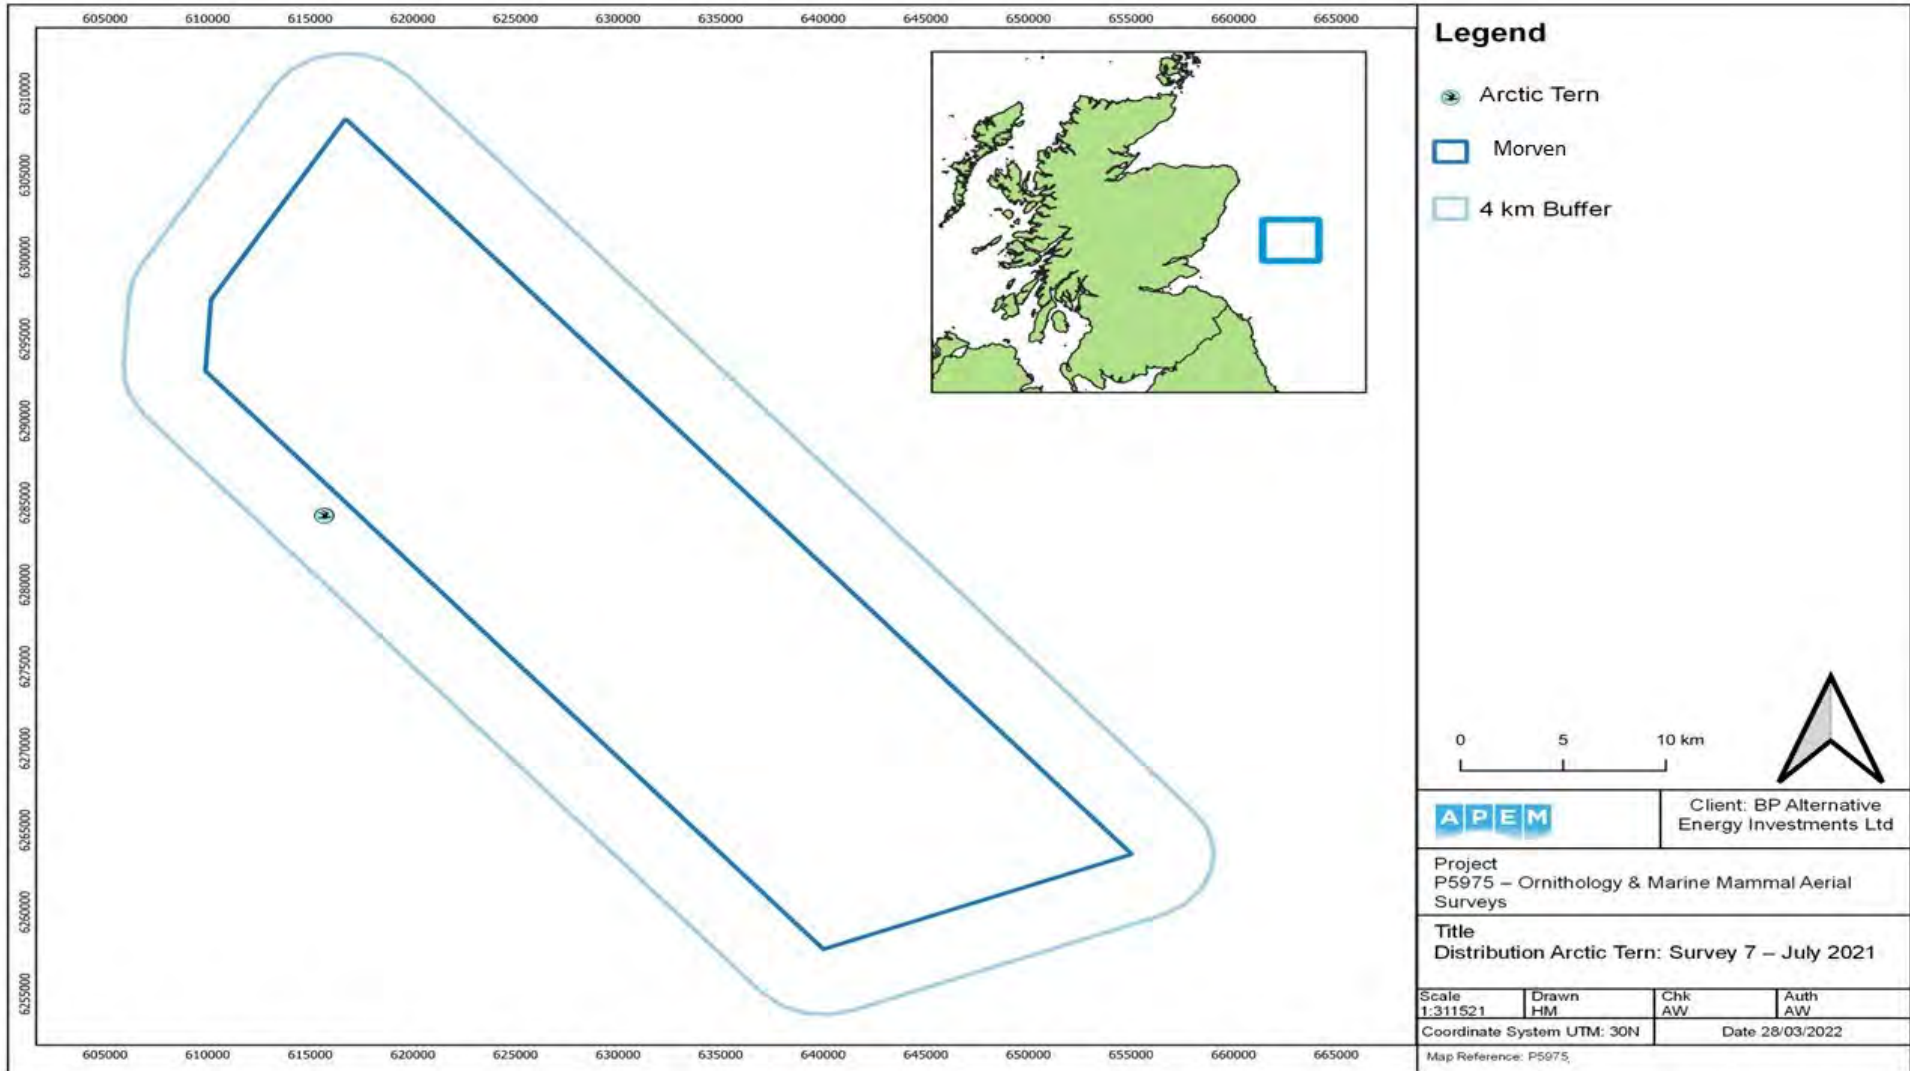 605000 610000 615000 620000 625000 630000 635000 640000 645000 650000 655000 660000 665000
6310000
6305000
6300000
6295000
6290000
6285000
6280000
6275000
6270000
6265000
6260000
6255000
605000 610000 615000 620000 625000 630000 635000 640000 645000 650000 655000 660000 665000
Legend
Arctic Tern
Morven
4 km Buffer
0 5 10 km
APEM
Client: BP Alternative
Energy Investments Ltd
Project
P5975 – Ornithology & Marine Mammal Aerial
Surveys
Title
Distribution Arctic Tern: Survey 7 – July 2021
Scale Drawn Chk Auth
1:311521 HM AW AW
Coordinate System UTM: 30N Date 28/03/2022
Map Reference: P5975